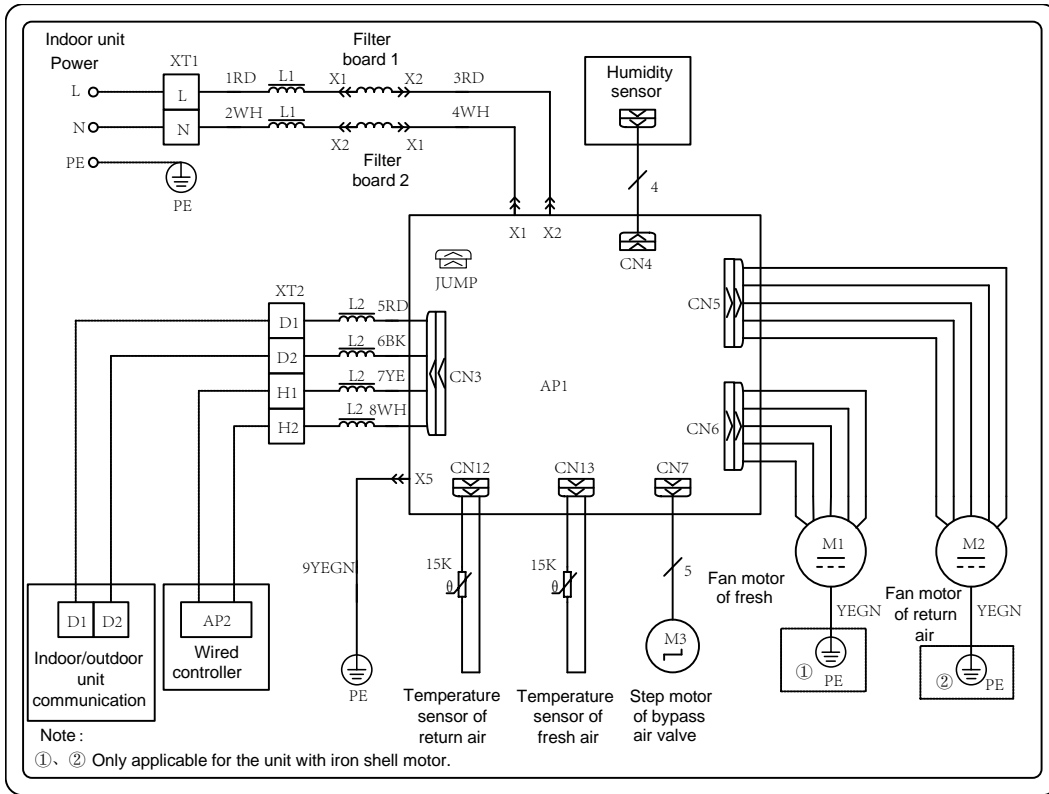 Indoor unit
Power
XT1
Filter
board 1
L
L
1RD
L1
X1
X2
3RD
N
N
2WH
L1
X2
X1
4WH
Filter
board 2
PE
PE
Humidity
sensor
4
X1
X2
CN4
JUMP
CN5
XT2
D1
L2
5RD
D2
L2
6BK
H1
L2
7YE
H2
L2
8WH
CN3
AP1
CN6
X5
CN12
CN13
CN7
9YEGN
PE
15K
θ
15K
θ
5
M3
M1
M2
Fan motor
of fresh
Fan motor
of return
air
YEGN
YEGN
① PE
② PE
D1
D2
Indoor/outdoor
unit
communication
AP2
Wired
controller
Temperature
sensor of
return air
Temperature
sensor of
fresh air
Step motor
of bypass
air valve
Note :
①、② Only applicable for the unit with iron shell motor.